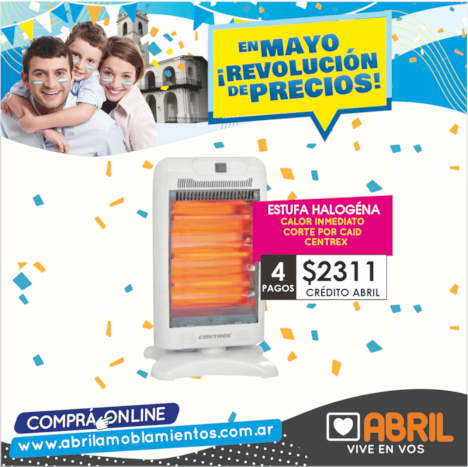 EN MAYO
¡REVOLUCIÓN
DE PRECIOS!
ESTUFA HALOGÉNA
CALOR INMEDIATO
CORTE POR CAID
CENTREX
4
PAGOS
$2311
CRÉDITO ABRIL
CENTREX
COMPRÁ ONLINE
www.abrilamoblamientos.com.ar
ABRIL
VIVE EN VOS